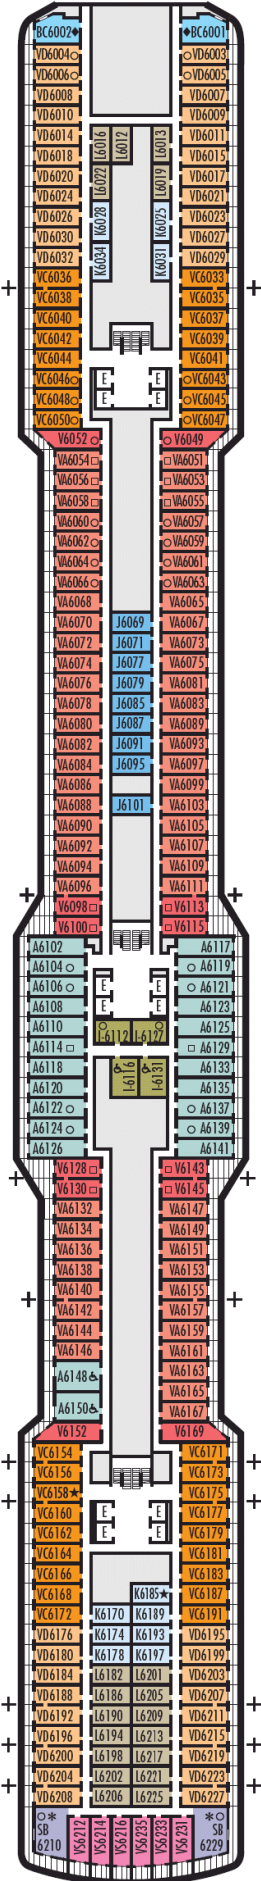 BC6002♦ ♦BC6001
VD6004○ ○VD6003
VD6006○ ○VD6005
VD6008 VD6007
VD6010 VD6009
VD6014 L6016 L6012 L6013 VD6011
VD6018 VD6015
VD6020 L6022 L6019 VD6017
VD6024 VD6021
VD6026 K6028 K6025 VD6023
VD6030 VD6027
VD6032 K6034 K6031 VD6029
VC6036 VC6033
VC6038 VC6035
VC6040 VC6037
VC6042 VC6039
VC6044 VC6041
VC6046○ E E ○VC6043
VC6048○ E E ○VC6045
VC6050○ ○VC6047
V6052○ ○V6049
VA6054□ □VA6051
VA6056□ □VA6053
VA6058□ □VA6055
VA6060○ ○VA6057
VA6062○ ○VA6059
VA6064○ ○VA6061
VA6066○ ○VA6063
VA6068 VA6065
VA6070 J6069 VA6067
VA6072 J6071 VA6073
VA6074 J6077 VA6075
VA6076 J6079 VA6081
VA6078 J6085 VA6083
VA6080 J6087 VA6089
VA6082 J6091 VA6093
VA6084 J6095 VA6097
VA6086 VA6099
VA6088 J6101 VA6103
VA6090 VA6105
VA6092 VA6107
VA6094 VA6109
VA6096 VA6111
V6098□ □V6113
V6100□ □V6115
A6102 A6117
A6104○ ○A6119
A6106○ E E ○A6121
A6108 E E A6123
A6110 I-6112 I-6127 A6125
A6114□ □A6129
A6118 I-6116 I-6131 A6133
A6120 A6135
A6122○ ○A6137
A6124○ ○A6139
A6126 A6141
V6128□ □V6143
V6130□ □V6145
VA6132 VA6147
VA6134 VA6149
VA6136 VA6151
VA6138 VA6153
VA6140 VA6155
VA6142 VA6157
VA6144 VA6159
VA6146 VA6161
A6148 VA6163
VA6165
A6150 VA6167
V6152 V6169
VC6154 VC6171
VC6156 VC6173
VC6158★ VC6175
VC6160 E E VC6177
VC6162 E E VC6179
VC6164 VC6181
VC6166 VC6183
VC6168 K6185★ VC6187
VC6172 K6170 K6189 VC6191
VD6176 K6174 K6193 VD6195
VD6180 K6178 K6197 VD6199
VD6184 L6182 L6201 VD6203
VD6188 L6186 L6205 VD6207
VD6192 L6190 L6209 VD6211
VD6196 L6194 L6213 VD6215
VD6200 L6198 L6217 VD6219
VD6204 L6202 L6221 VD6223
VD6208 L6206 L6225 VD6227
○* SB 6210 VS6212 VS6214 VS6216 VS6235 VS6233 VS6231 *○ SB 6229